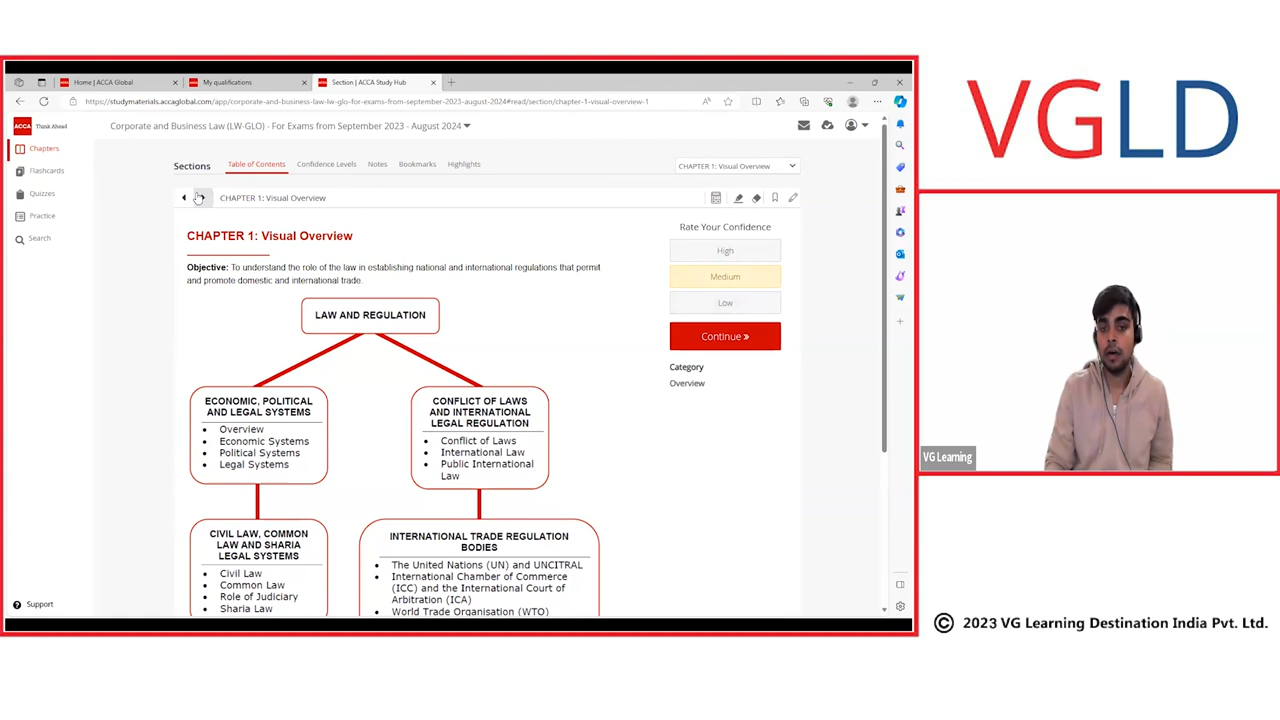 Home | ACCA Global
My qualifications
Section | ACCA Study Hub
https://studymaterials.accaglobal.com/app/corporate-and-business-law-lw-glo-for-exams-from-september-2023-august-2024#read/section/chapter-1-visual-overview-1
ACCA Think Ahead
Corporate and Business Law (LW-GLO) - For Exams from September 2023 - August 2024
Chapters
Flashcards
Quizzes
Practice
Search
Support
Sections
Table of Contents
Confidence Levels
Notes
Bookmarks
Highlights
CHAPTER 1: Visual Overview
CHAPTER 1: Visual Overview
CHAPTER 1: Visual Overview
Objective: To understand the role of the law in establishing national and international regulations that permit
and promote domestic and international trade.
LAW AND REGULATION
ECONOMIC, POLITICAL
AND LEGAL SYSTEMS
Overview
Economic Systems
Political Systems
Legal Systems
CONFLICT OF LAWS
AND INTERNATIONAL
LEGAL REGULATION
Conflict of Laws
International Law
Public International
Law
CIVIL LAW, COMMON
LAW AND SHARIA
LEGAL SYSTEMS
Civil Law
Common Law
Role of Judiciary
Sharia Law
INTERNATIONAL TRADE REGULATION
BODIES
The United Nations (UN) and UNCITRAL
International Chamber of Commerce
(ICC) and the International Court of
Arbitration (ICA)
World Trade Organisation (WTO)
Rate Your Confidence
High
Medium
Low
Continue »
Category
Overview
VGLD
VG Learning
© 2023 VG Learning Destination India Pvt. Ltd.